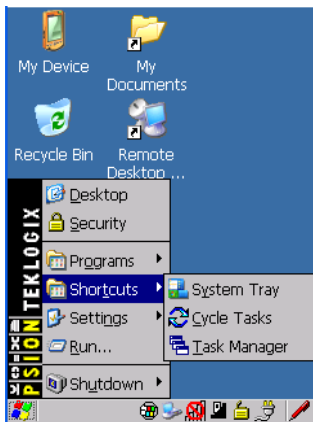 My Device
My
Documents
Recycle Bin
Remote
Desktop ...
Desktop
Security
Programs
Shortcuts
System Tray
Settings
Cycle Tasks
Run...
Task Manager
Shutdown
PSION TEKLOGIX